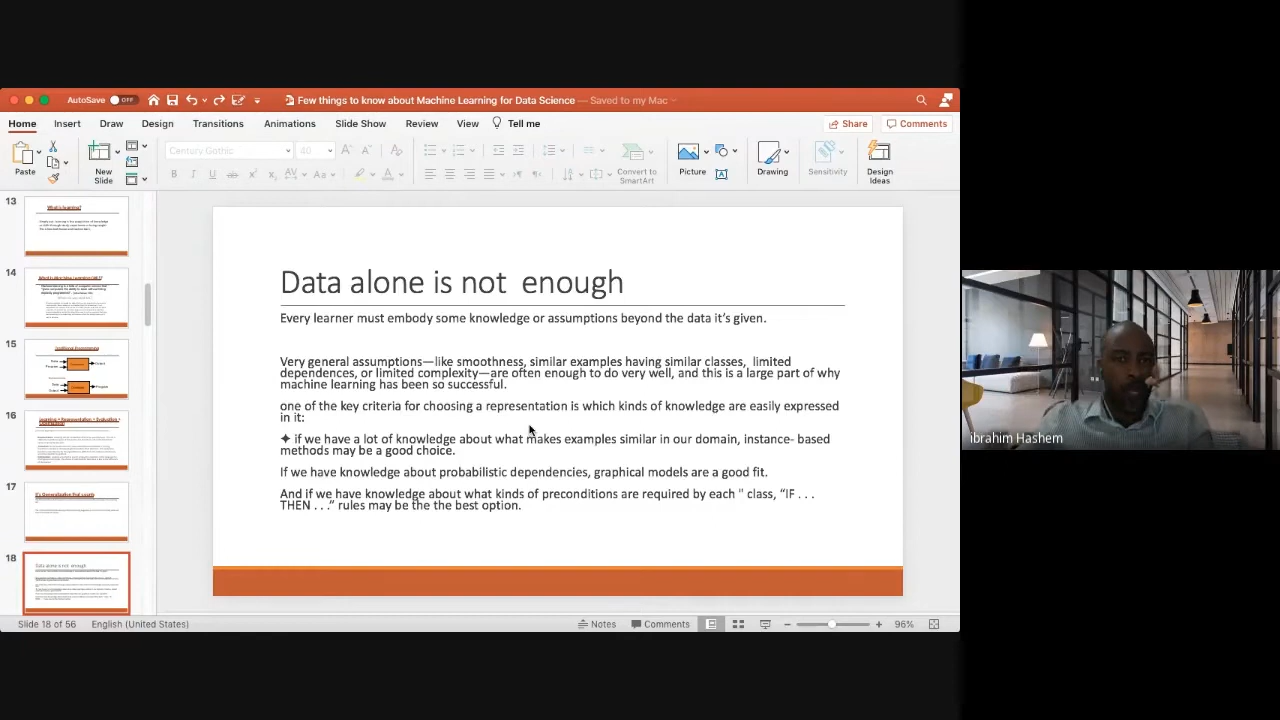 AutoSave OFF
Few things to know about Machine Learning for Data Science — Saved to my Mac
Home Insert Draw Design Transitions Animations Slide Show Review View Tell me Share Comments
Century Gothic 40
Paste New Slide Convert to SmartArt Picture Drawing Sensitivity Design Ideas
13
What is learning?
14
15
16
17
18
Data alone is not enough
Data alone is not enough
Every learner must embody some knowledge or assumptions beyond the data it's given.
Very general assumptions—like smoothness, similar examples having similar classes, limited
dependences, or limited complexity—are often enough to do very well, and this is a large part of why
machine learning has been so successful.
one of the key criteria for choosing a representation is which kinds of knowledge are easily expressed
in it:
✦ if we have a lot of knowledge about what makes examples similar in our domain, instance- based
methods may be a good choice.
If we have knowledge about probabilistic dependencies, graphical models are a good fit.
And if we have knowledge about what kinds of preconditions are required by each " class, “IF . . .
THEN . . .” rules may be the the best option.
ibrahim Hashem
Slide 18 of 56 English (United States) Notes Comments 96%